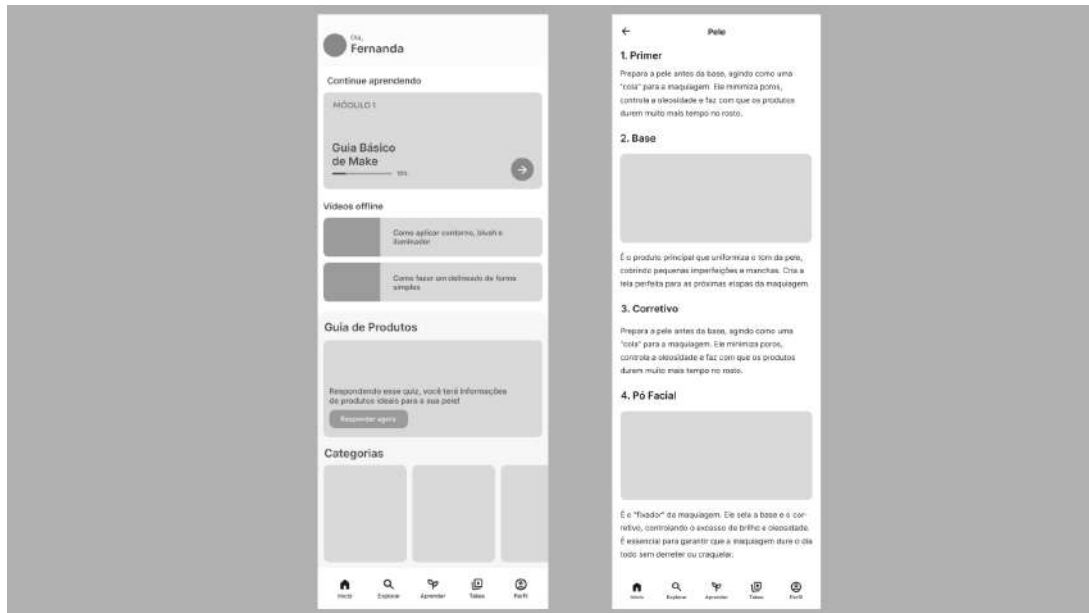 Olá,
Fernanda
Continue aprendendo
MÓDULO 1
Guia Básico
de Make
Vídeos offline
Como aplicar contorno, blush e
iluminador
Como fazer um delineado de forma
simples
Guia de Produtos
Respondendo esse quiz, você terá informações
de produtos ideais para a sua pele!
Responder agora
Categorias
Início
Explorar
Aprender
Takes
Perfil
Pele
1. Primer
Prepara a pele antes da base, agindo como uma
"cola" para a maquiagem. Ele minimiza poros,
controla a oleosidade e faz com que os produtos
durem muito mais tempo no rosto.
2. Base
É o produto principal que uniformiza o tom da pele,
cobrindo pequenas imperfeições e manchas. Cria a
tela perfeita para as próximas etapas da maquiagem.
3. Corretivo
Prepara a pele antes da base, agindo como uma
"cola" para a maquiagem. Ele minimiza poros,
controla a oleosidade e faz com que os produtos
durem muito mais tempo no rosto.
4. Pó Facial
É o "fixador" da maquiagem. Ele sela a base e o cor-
retivo, controlando o excesso de brilho e oleosidade.
É essencial para garantir que a maquiagem dure o dia
todo sem derreter ou craquelar.
Início
Explorar
Aprender
Takes
Perfil